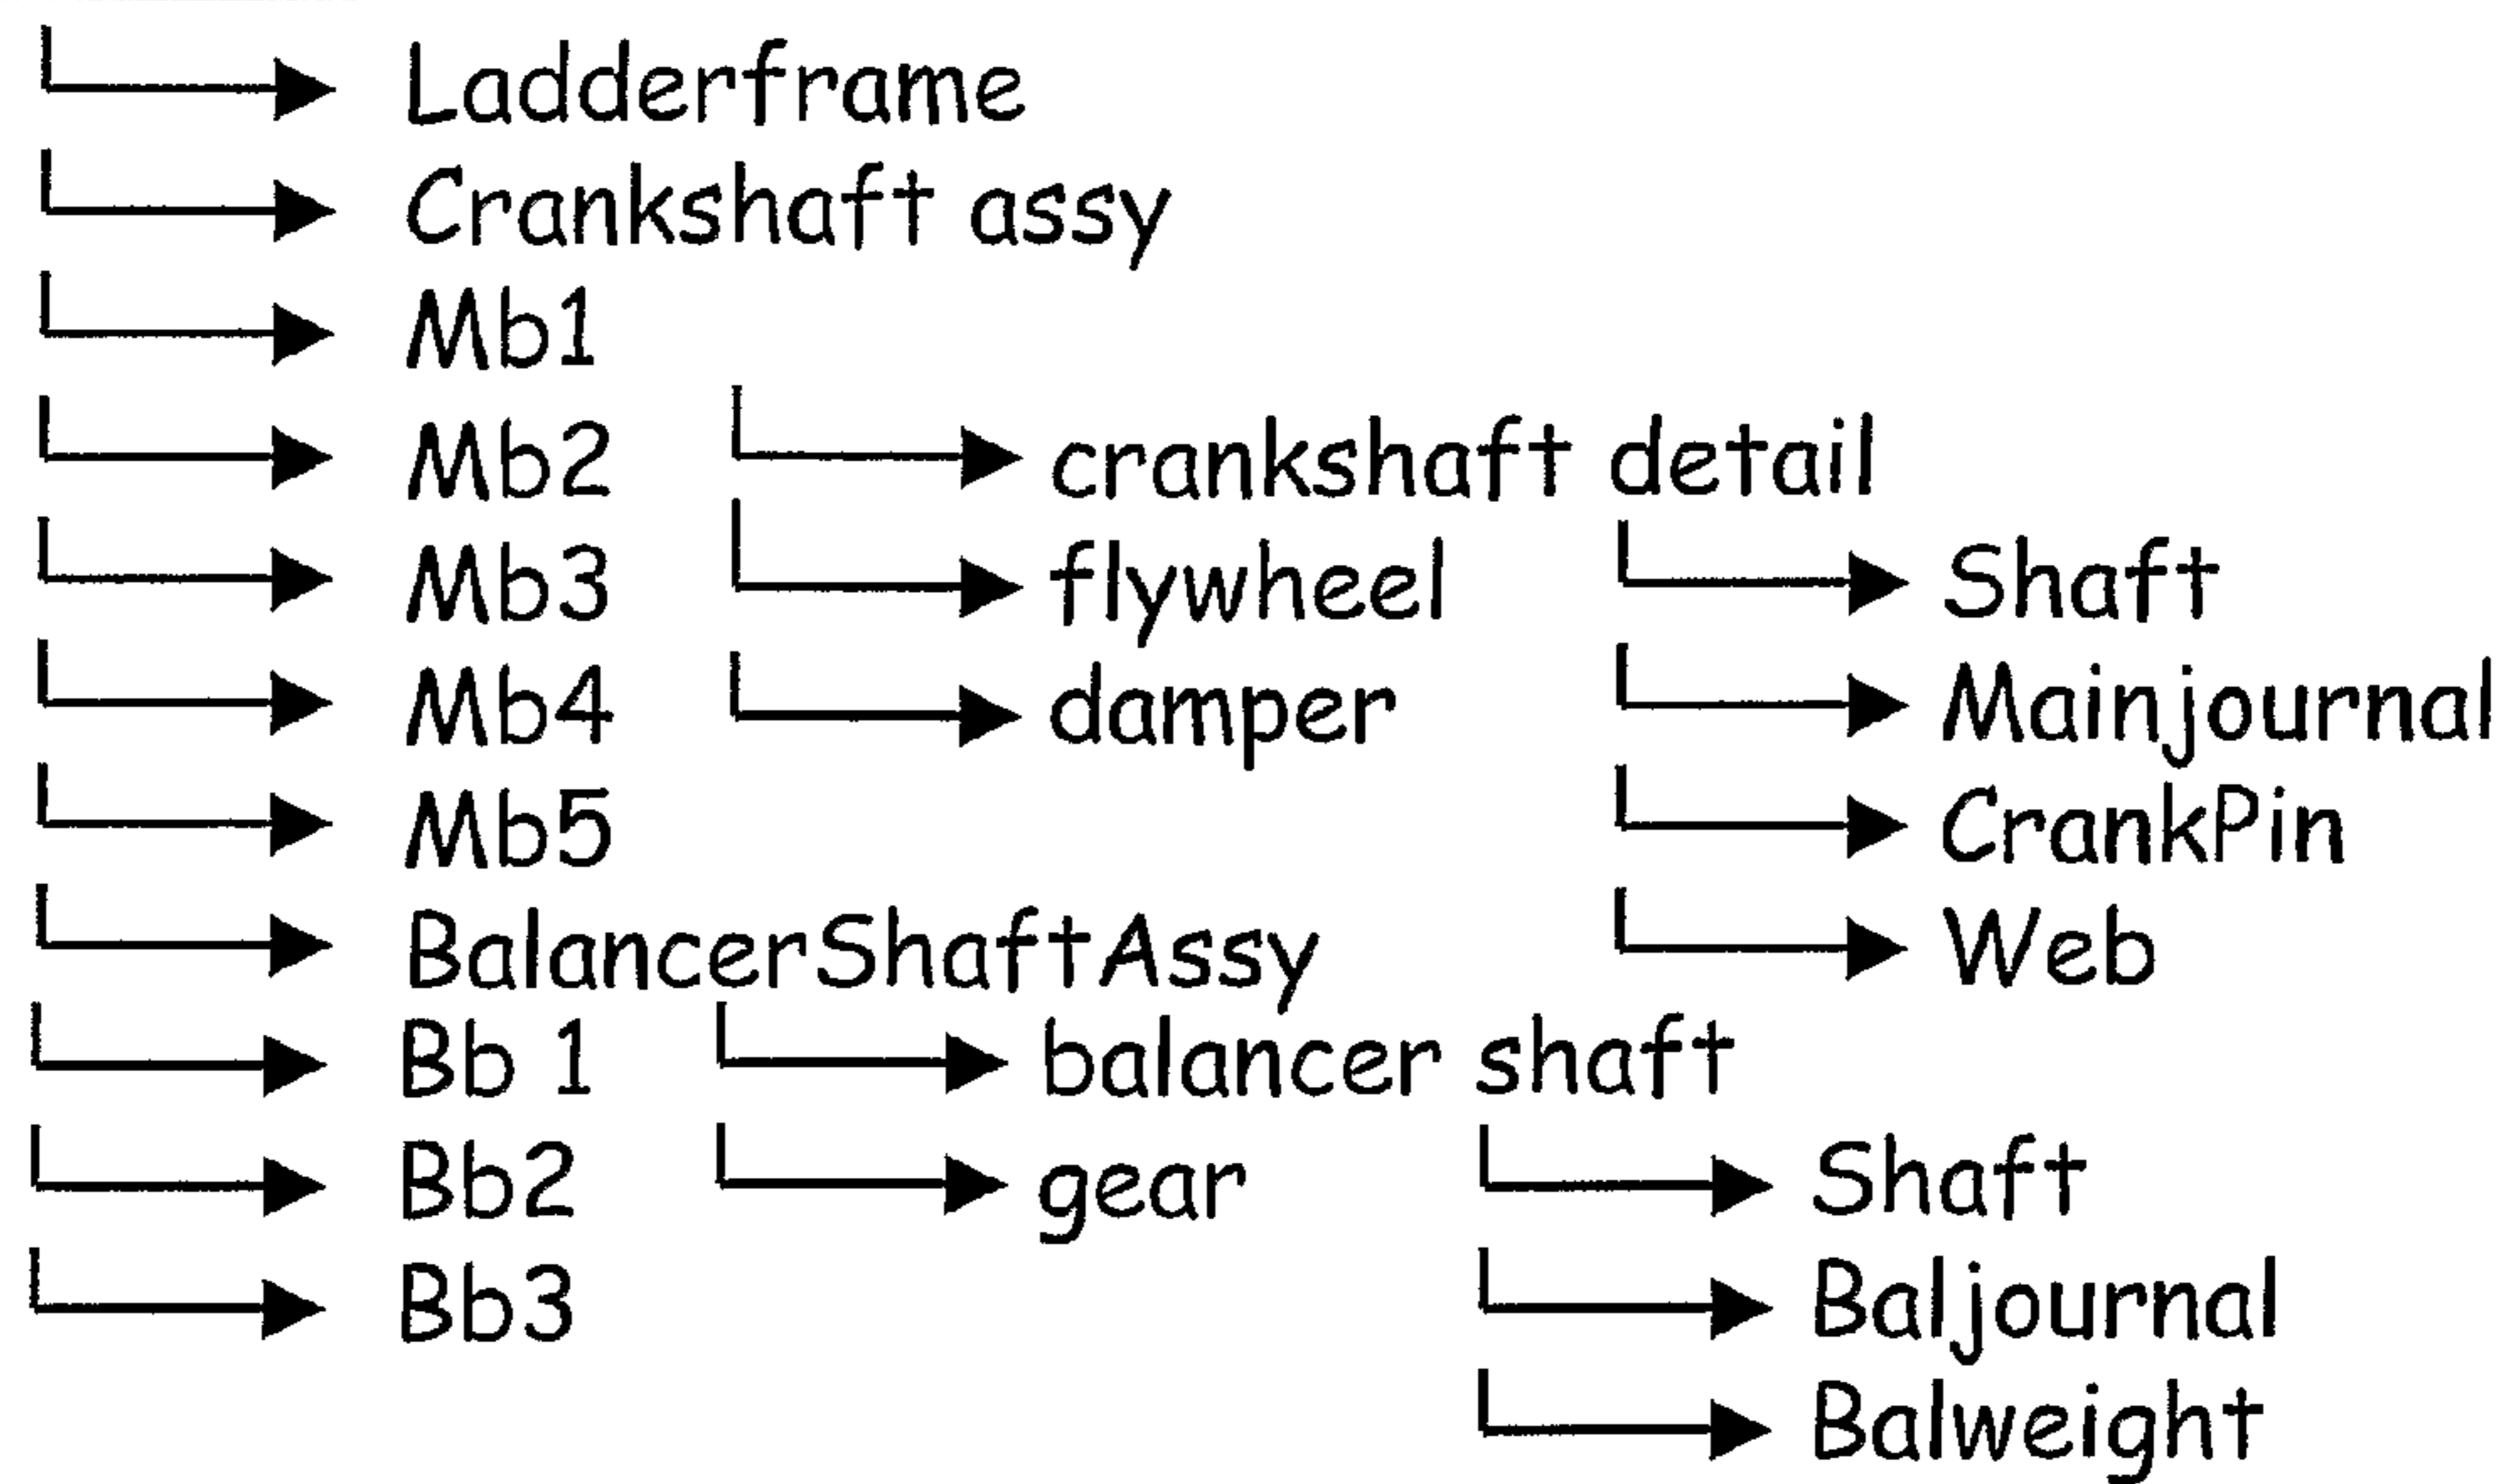 Ladderframe
Crankshaft assy
Mb1
Mb2 crankshaft detail
Mb3 flywheel Shaft
Mb4 damper Mainjournal
Mb5 CrankPin
BalancerShaftAssy Web
Bb 1 balancer shaft
Bb2 gear Shaft
Bb3 Baljournal
Balweight